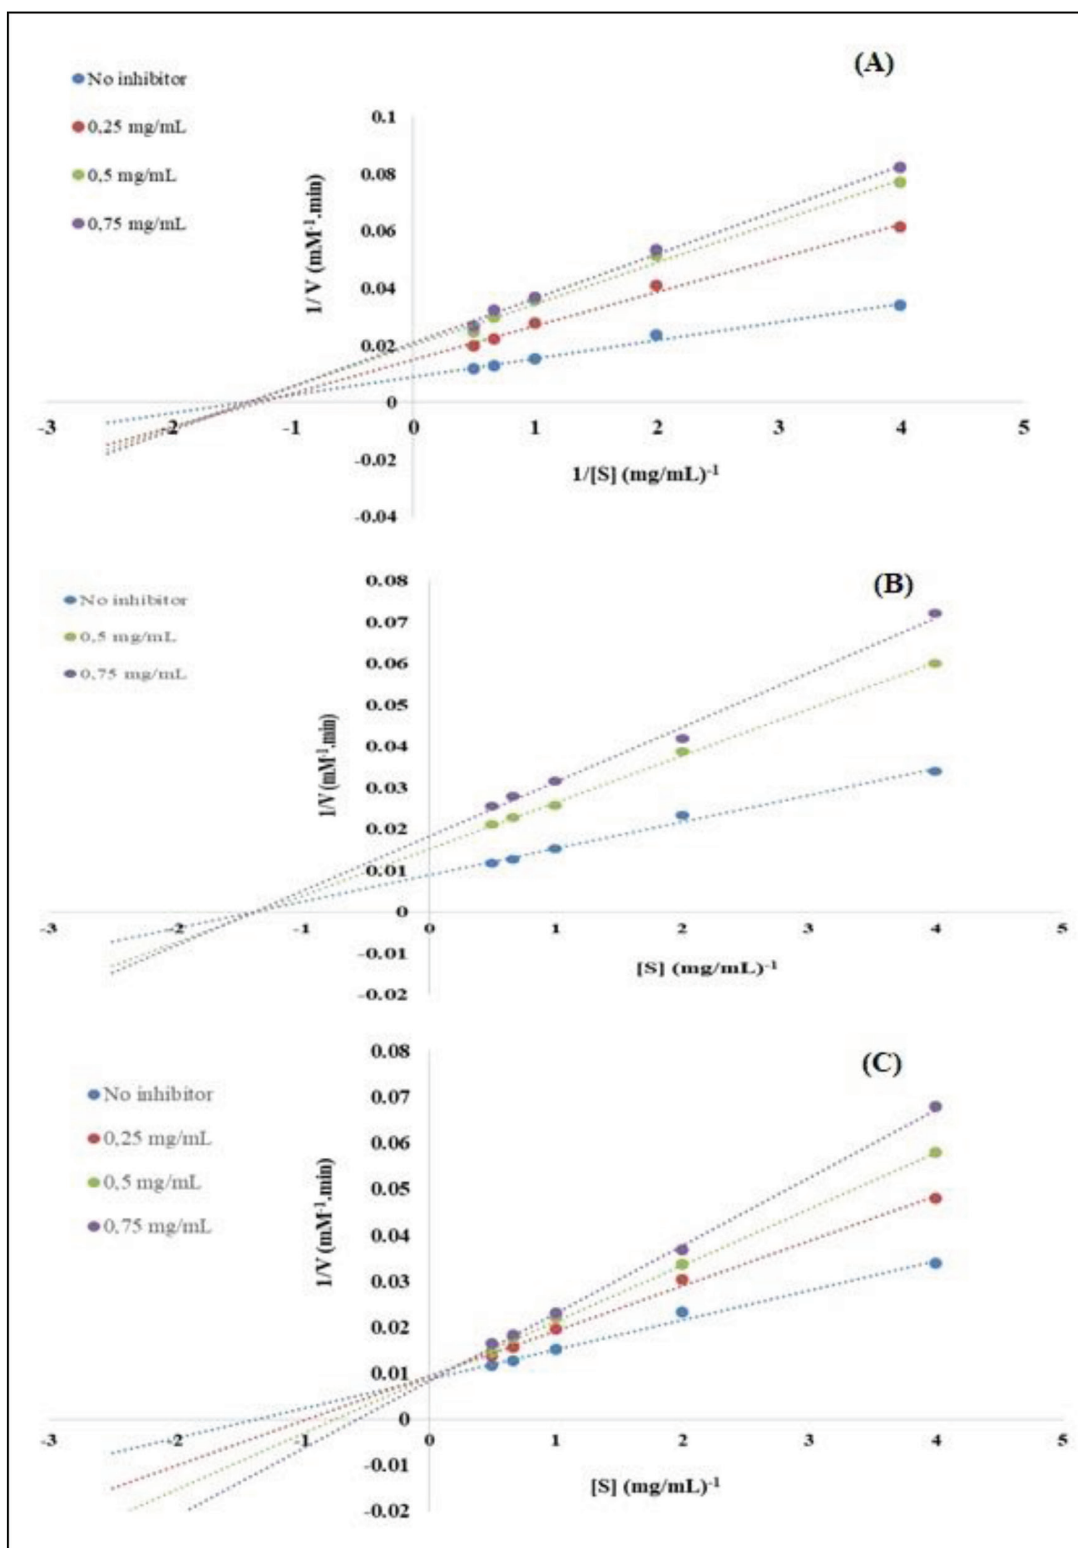 (A)
No inhibitor
0,25 mg/mL
0,5 mg/mL
0,75 mg/mL
1/ V (mM⁻¹.min)
0.1
0.08
0.06
0.04
0.02
0
-0.02
-0.04
-3 -2 -1 0 1 2 3 4 5
1/[S] (mg/mL)⁻¹
(B)
No inhibitor
0,5 mg/mL
0,75 mg/mL
1/V (mM⁻¹.min)
0.08
0.07
0.06
0.05
0.04
0.03
0.02
0.01
0
-0.01
-0.02
-3 -2 -1 0 1 2 3 4 5
[S] (mg/mL)⁻¹
(C)
No inhibitor
0,25 mg/mL
0,5 mg/mL
0,75 mg/mL
1/V (mM⁻¹.min)
0.08
0.07
0.06
0.05
0.04
0.03
0.02
0.01
0
-0.01
-0.02
-3 -2 -1 0 1 2 3 4 5
[S] (mg/mL)⁻¹